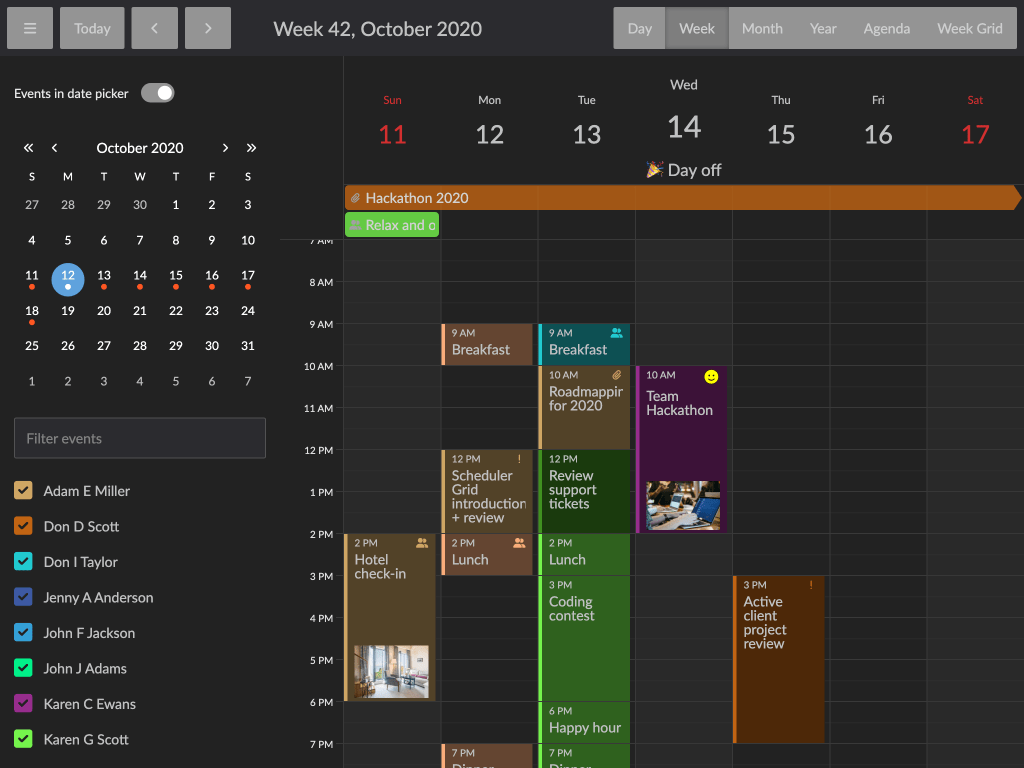 Today
Week 42, October 2020
Day Week Month Year Agenda Week Grid
Events in date picker
October 2020
S M T W T F S
27 28 29 30 1 2 3
4 5 6 7 8 9 10
11 12 13 14 15 16 17
18 19 20 21 22 23 24
25 26 27 28 29 30 31
1 2 3 4 5 6 7
Filter events
Adam E Miller
Don D Scott
Don I Taylor
Jenny A Anderson
John F Jackson
John J Adams
Karen C Ewans
Karen G Scott
Sun Mon Tue Wed Thu Fri Sat
11 12 13 14 15 16 17
🎉 Day off
Hackathon 2020
Relax and o
7 AM
8 AM
9 AM
10 AM
11 AM
12 PM
1 PM
2 PM
3 PM
4 PM
5 PM
6 PM
7 PM
2 PM
Hotel
check-in
9 AM
Breakfast
12 PM !
Scheduler
Grid
introduction
+ review
2 PM
Lunch
7 PM
Dinner
9 AM
Breakfast
10 AM
Roadmappin
for 2020
12 PM
Review
support
tickets
2 PM
Lunch
3 PM
Coding
contest
6 PM
Happy hour
7 PM
Dinner
10 AM
Team
Hackathon
3 PM !
Active
client
project
review